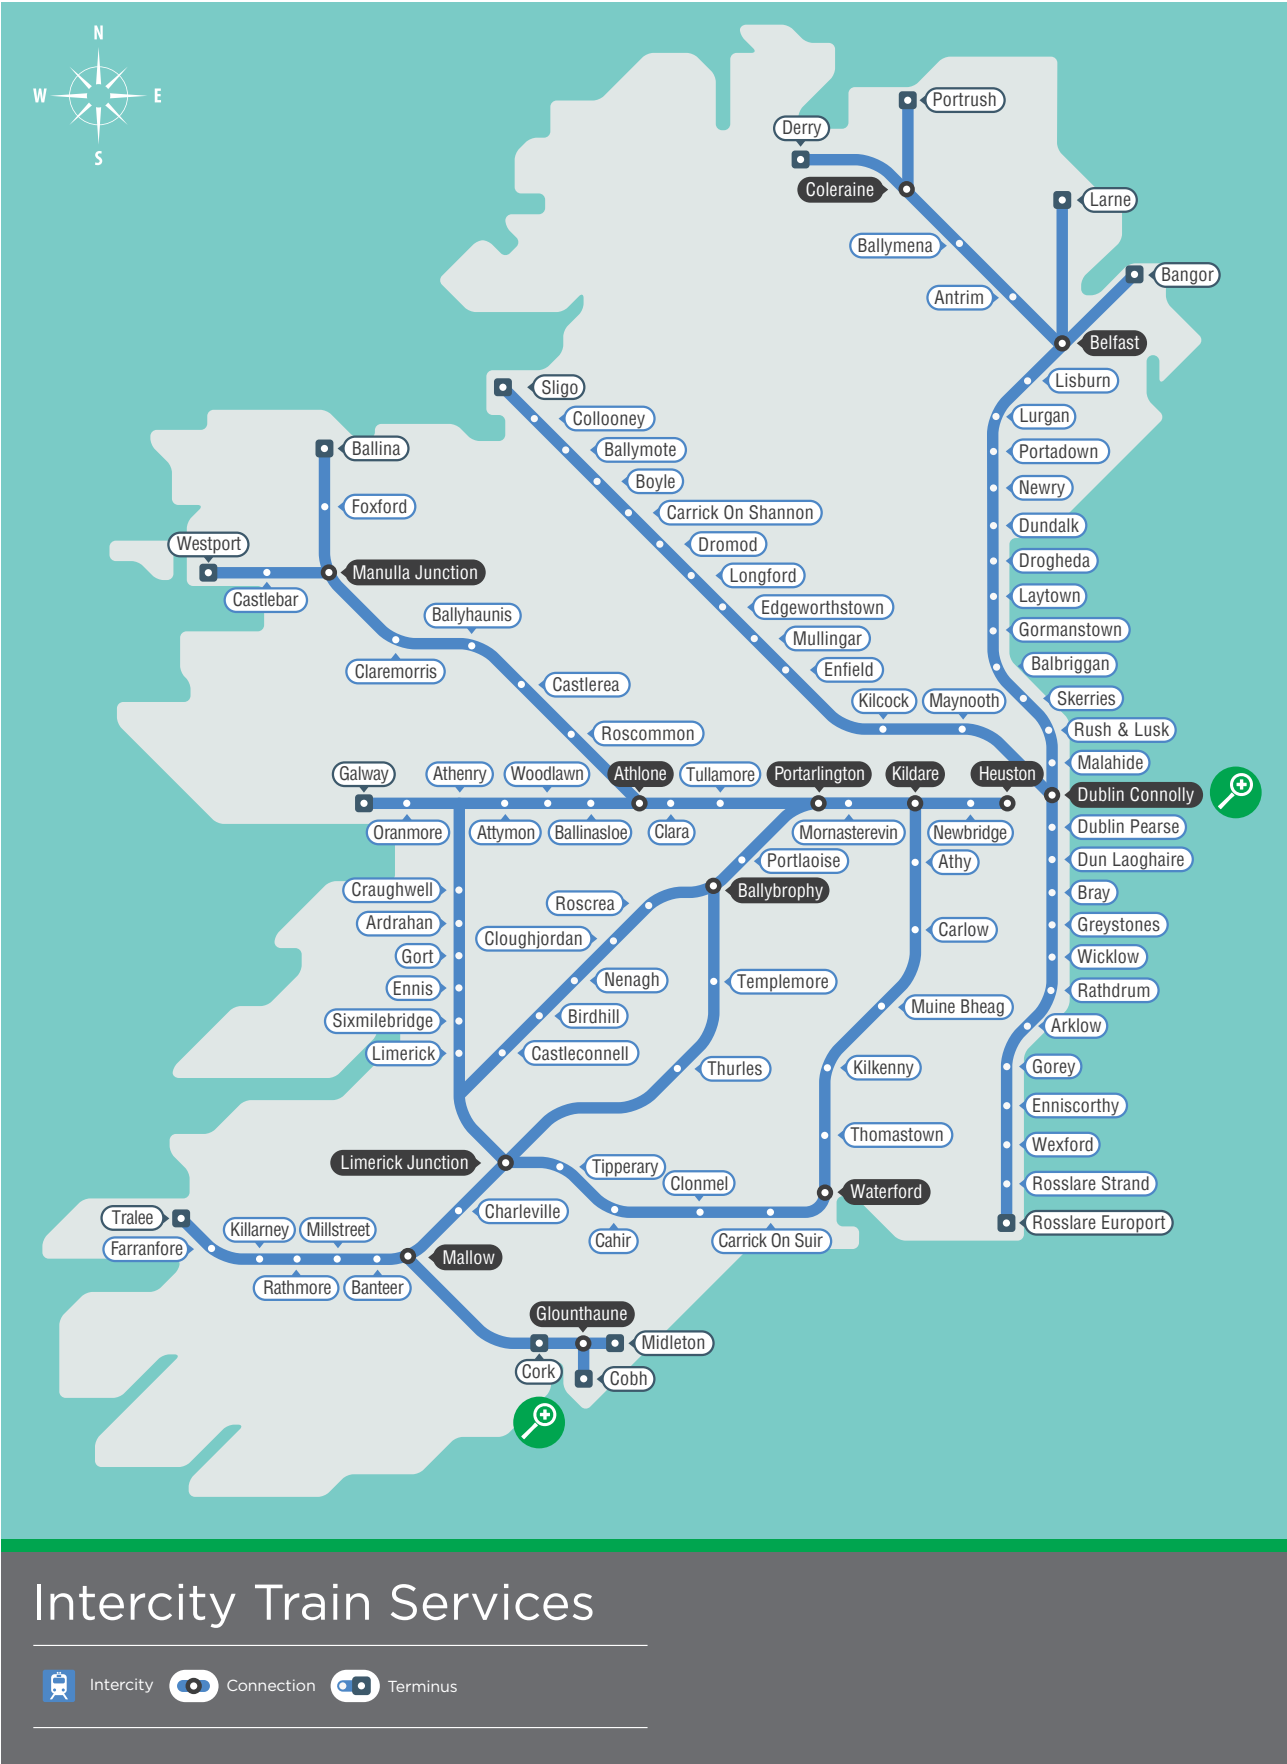 N
W
E
S
Portrush
Derry
Coleraine
Larne
Ballymena
Bangor
Antrim
Belfast
Lisburn
Sligo
Lurgan
Collooney
Ballina
Ballymote
Portadown
Boyle
Newry
Foxford
Carrick On Shannon
Dundalk
Westport
Dromod
Drogheda
Manulla Junction
Longford
Castlebar
Laytown
Edgeworthstown
Ballyhaunis
Gormanstown
Mullingar
Claremorris
Enfield
Balbriggan
Castlerea
Kilcock
Maynooth
Skerries
Roscommon
Rush & Lusk
Malahide
Galway
Athenry
Woodlawn
Athlone
Tullamore
Portarlington
Kildare
Heuston
Dublin Connolly
Oranmore
Attymon
Ballinasloe
Clara
Mornasterevin
Newbridge
Dublin Pearse
Portlaoise
Athy
Dun Laoghaire
Craughwell
Ballybrophy
Bray
Roscrea
Ardrahan
Carlow
Greystones
Cloughjordan
Gort
Wicklow
Nenagh
Templemore
Ennis
Rathdrum
Muine Bheag
Birdhill
Sixmilebridge
Arklow
Limerick
Castleconnell
Thurles
Kilkenny
Gorey
Enniscorthy
Thomastown
Wexford
Limerick Junction
Tipperary
Clonmel
Rosslare Strand
Waterford
Charleville
Tralee
Killarney
Millstreet
Rosslare Europort
Farranfore
Cahir
Carrick On Suir
Mallow
Rathmore
Banteer
Glounthaune
Midleton
Cork
Cobh
Intercity Train Services
Intercity
Connection
Terminus